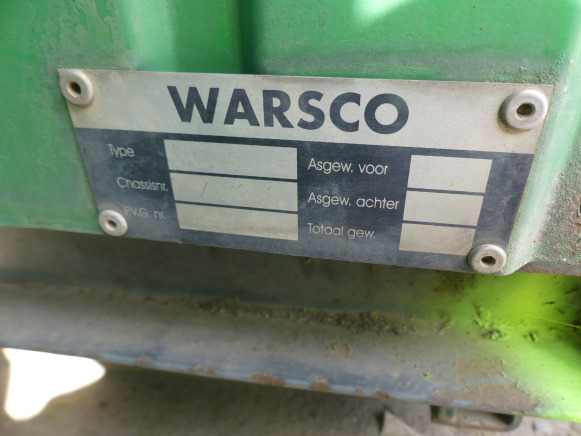 WARSCO
Type
Chassisnr.
P.V.G. nr.
Asgew. voor
Asgew. achter
Totaal gew.